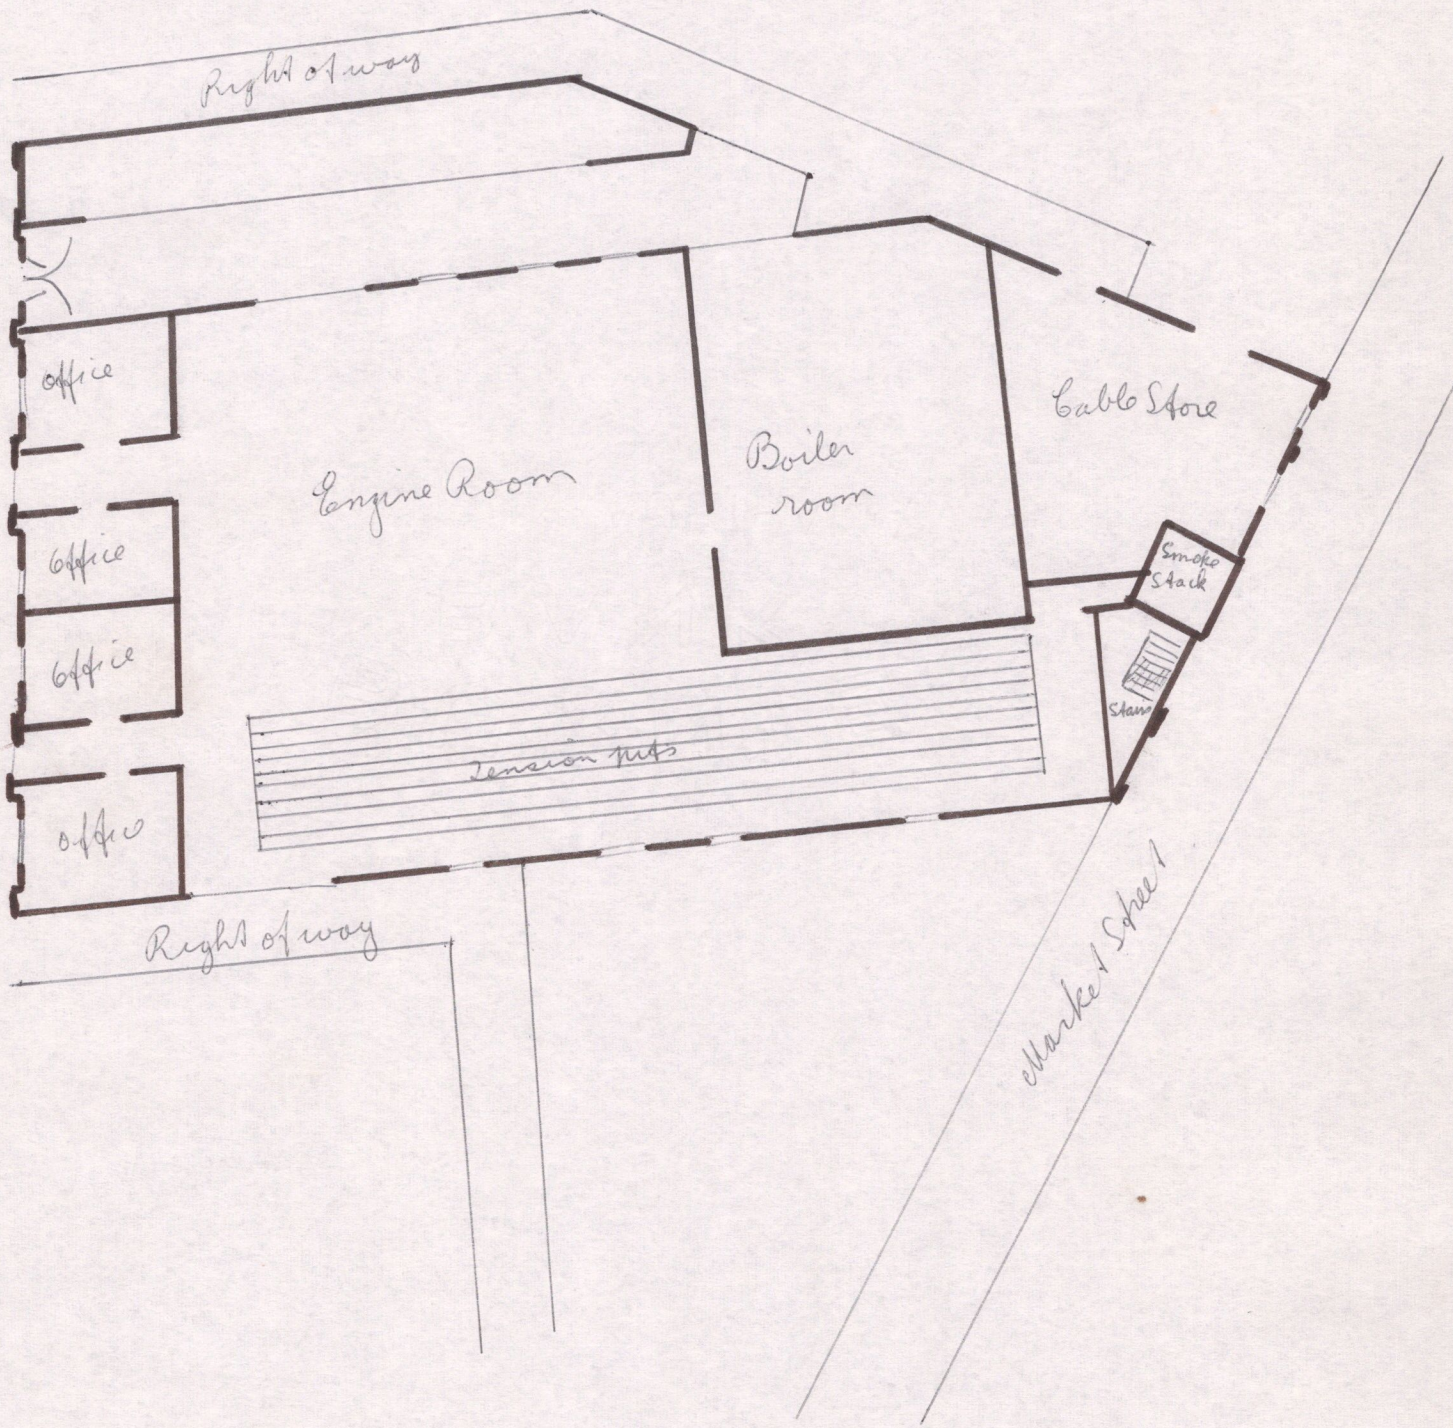 Right of way
Office
Cable Store
Boiler
room
Engine Room
Office
Smoke
Stack
Office
Stairs
Tension pits
Office
Right of way
Market Street